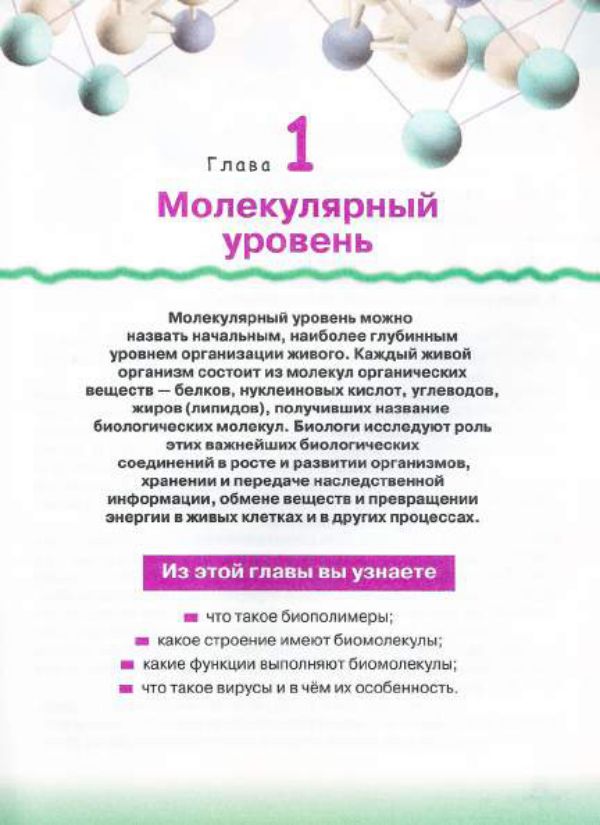 Глава 1
Молекулярный
уровень
Молекулярный уровень можно
назвать начальным, наиболее глубинным
уровнем организации живого. Каждый живой
организм состоит из молекул органических
веществ — белков, нуклеиновых кислот, углеводов,
жиров (липидов), получивших название
биологических молекул. Биологи исследуют роль
этих важнейших биологических
соединений в росте и развитии организмов,
хранении и передаче наследственной
информации, обмене веществ и превращении
энергии в живых клетках и в других процессах.
Из этой главы вы узнаете
что такое биополимеры;
какое строение имеют биомолекулы;
какие функции выполняют биомолекулы;
что такое вирусы и в чём их особенность.